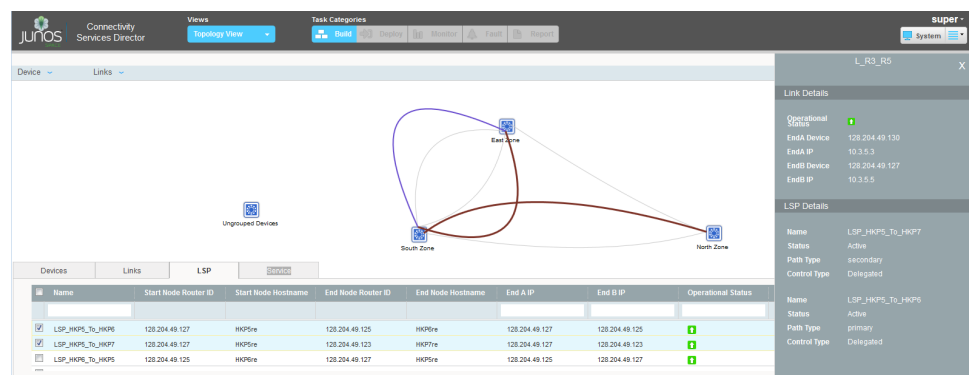 Views
Task Categories
super
JUNOS
Connectivity
Services Director
Topology View
Build
Deploy
Monitor
Fault
Report
System
Device
Links
East Zone
Ungrouped Devices
South Zone
North Zone
Devices
Links
LSP
Service
Name
Start Node Router ID
Start Node Hostname
End Node Router ID
End Node Hostname
End A IP
End B IP
Operational Status
LSP_HKP5_To_HKP6 128.204.49.127 HKP5re 128.204.49.125 HKP6re 128.204.49.127 128.204.49.125
LSP_HKP5_To_HKP7 128.204.49.127 HKP5re 128.204.49.123 HKP7re 128.204.49.127 128.204.49.123
LSP_HKP6_To_HKP5 128.204.49.125 HKP6re 128.204.49.127 HKP5re 128.204.49.125 128.204.49.127
L_R3_R5
X
Link Details
Operational
Status
EndA Device 128.204.49.130
EndA IP 10.3.5.3
EndB Device 128.204.49.127
EndB IP 10.3.5.5
LSP Details
Name LSP_HKP5_To_HKP7
Status Active
Path Type secondary
Control Type Delegated
Name LSP_HKP5_To_HKP6
Status Active
Path Type primary
Control Type Delegated